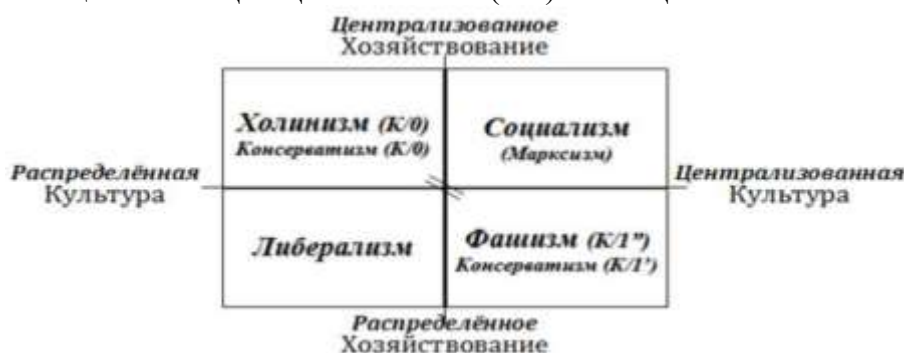 Централизованное
Хозяйствование
Холинизм (К/0)
Консерватизм (К/0)
Социализм
(Марксизм)
Распределённая
Культура
Централизованная
Культура
Либерализм
Фашизм (К/1”)
Консерватизм (К/1’)
Распределённое
Хозяйствование